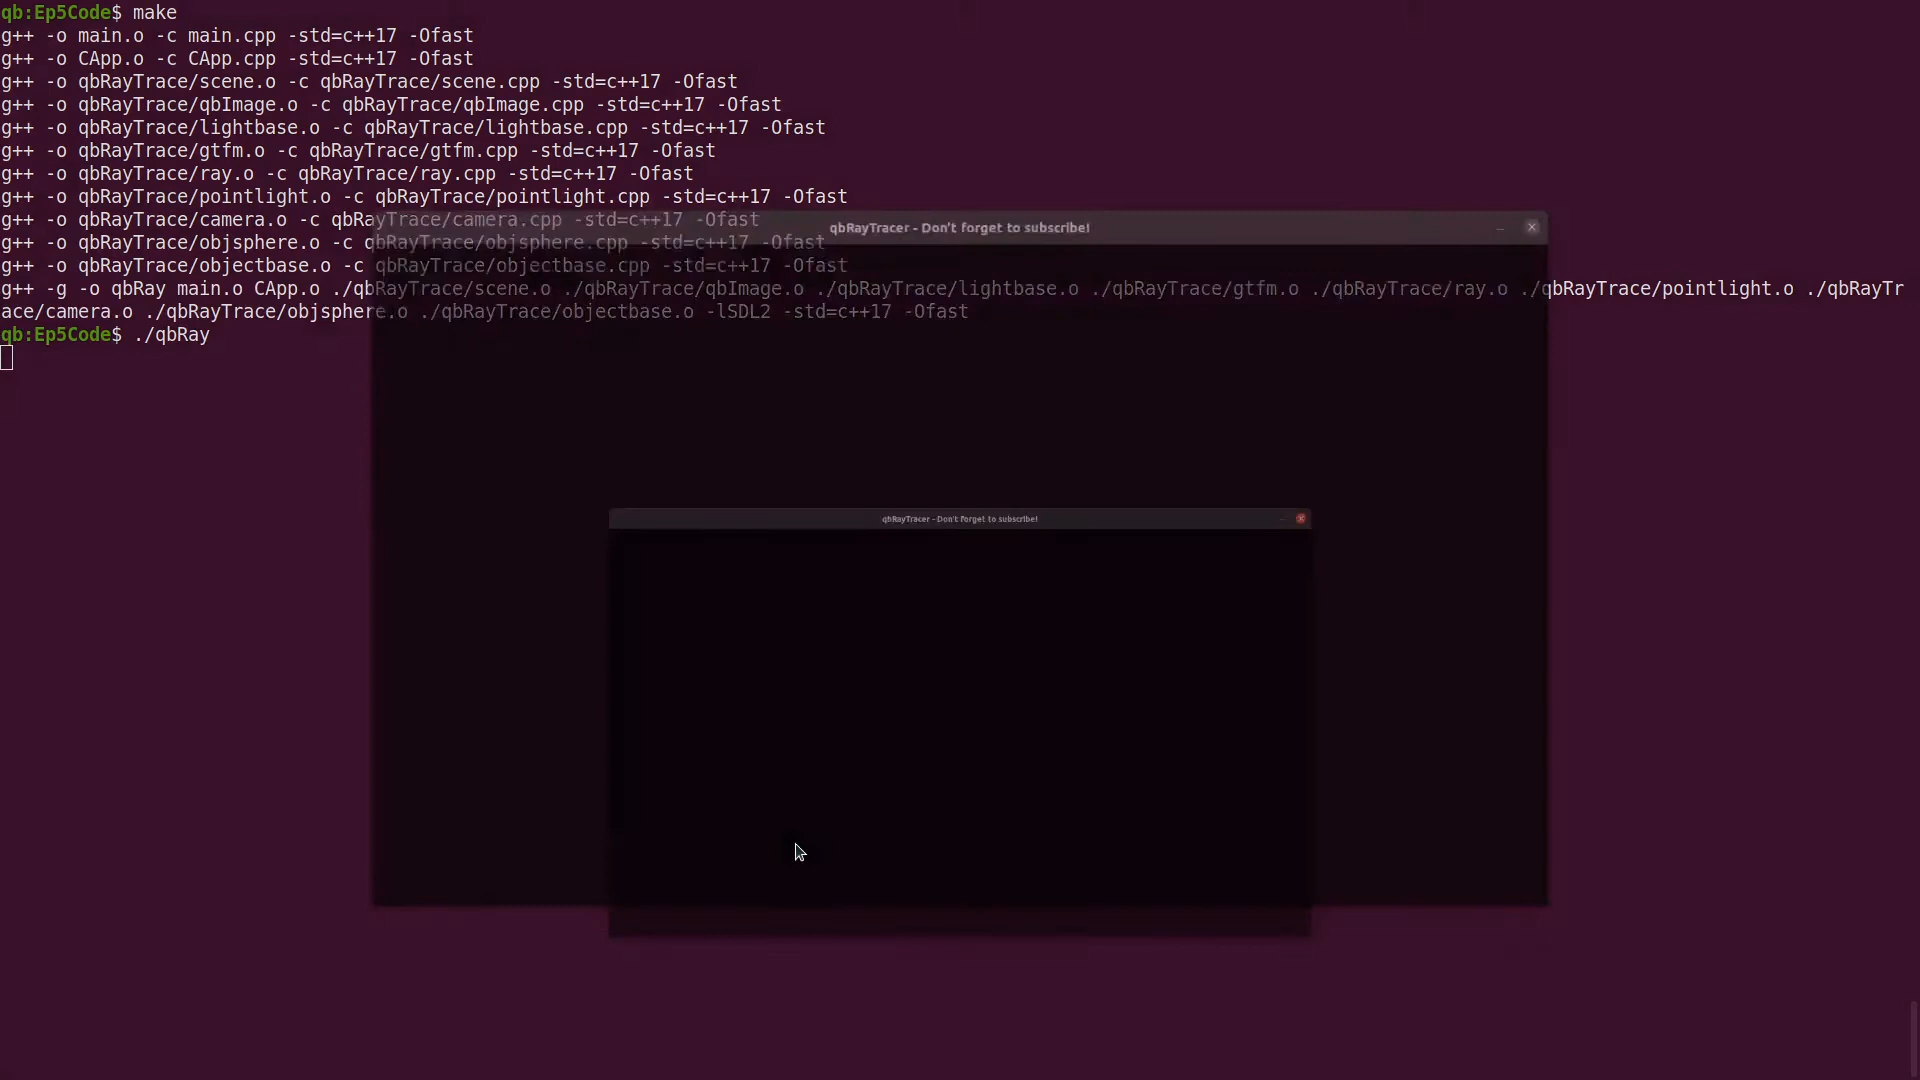 qb:Ep5Code$ make
g++ -o main.o -c main.cpp -std=c++17 -Ofast
g++ -o CApp.o -c CApp.cpp -std=c++17 -Ofast
g++ -o qbRayTrace/scene.o -c qbRayTrace/scene.cpp -std=c++17 -Ofast
g++ -o qbRayTrace/qbImage.o -c qbRayTrace/qbImage.cpp -std=c++17 -Ofast
g++ -o qbRayTrace/lightbase.o -c qbRayTrace/lightbase.cpp -std=c++17 -Ofast
g++ -o qbRayTrace/gtfm.o -c qbRayTrace/gtfm.cpp -std=c++17 -Ofast
g++ -o qbRayTrace/ray.o -c qbRayTrace/ray.cpp -std=c++17 -Ofast
g++ -o qbRayTrace/pointlight.o -c qbRayTrace/pointlight.cpp -std=c++17 -Ofast
g++ -o qbRayTrace/camera.o -c qbRayTrace/camera.cpp -std=c++17 -Ofast
g++ -o qbRayTrace/objsphere.o -c qbRayTrace/objsphere.cpp -std=c++17 -Ofast
g++ -o qbRayTrace/objectbase.o -c qbRayTrace/objectbase.cpp -std=c++17 -Ofast
g++ -g -o qbRay main.o CApp.o ./qbRayTrace/scene.o ./qbRayTrace/qbImage.o ./qbRayTrace/lightbase.o ./qbRayTrace/gtfm.o ./qbRayTrace/ray.o ./qbRayTrace/pointlight.o ./qbRayTr
ace/camera.o ./qbRayTrace/objsphere.o ./qbRayTrace/objectbase.o -lSDL2 -std=c++17 -Ofast
qb:Ep5Code$ ./qbRay
qbRayTracer - Don't forget to subscribe!
qbRayTracer - Don't forget to subscribe!